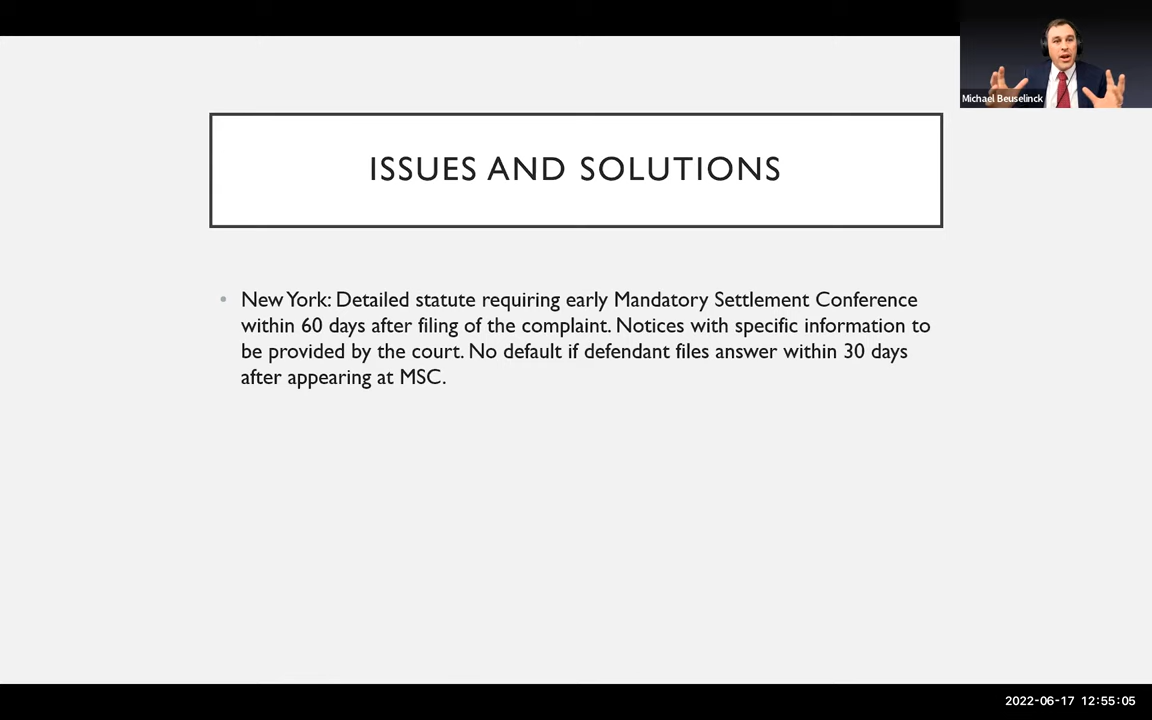 Michael Beuselinck
ISSUES AND SOLUTIONS
• New York: Detailed statute requiring early Mandatory Settlement Conference
within 60 days after filing of the complaint. Notices with specific information to
be provided by the court. No default if defendant files answer within 30 days
after appearing at MSC.
2022-06-17 12:55:05